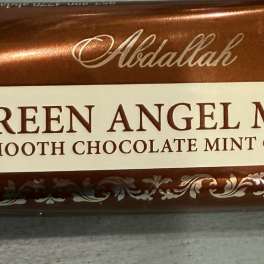 Abdallah
REEN ANGEL M
MOOTH CHOCOLATE MINT